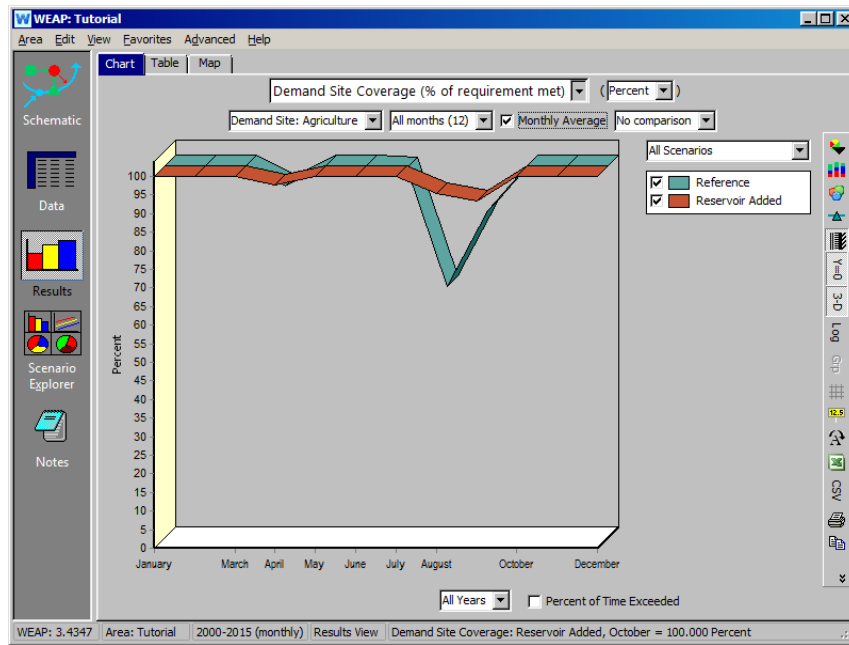 WEAP: Tutorial
Area Edit View Favorites Advanced Help
Chart Table Map
Demand Site Coverage (% of requirement met) (Percent)
Demand Site: Agriculture All months (12) Monthly Average No comparison
Schematic
Data
Results
Scenario
Explorer
Notes
All Scenarios
Reference
Reservoir Added
Percent
100
95
90
85
80
75
70
65
60
55
50
45
40
35
30
25
20
15
10
5
0
January March April May June July August October December
All Years Percent of Time Exceeded
Y=0
3-D
Log
Grp
12.5
A
CSV
WEAP: 3.4347 Area: Tutorial 2000-2015 (monthly) Results View Demand Site Coverage: Reservoir Added, October = 100.000 Percent